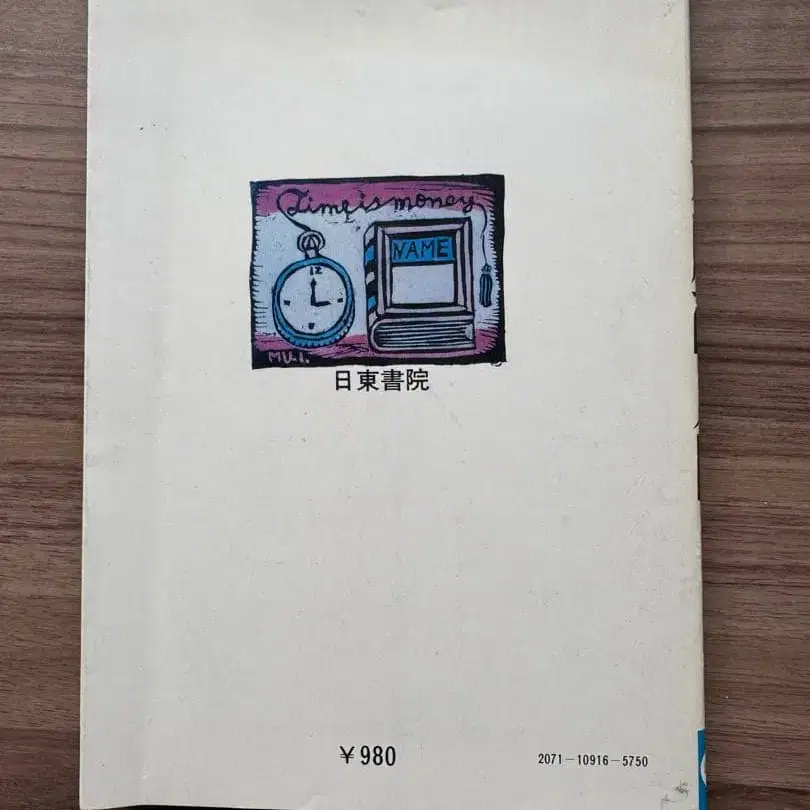 Time is money
12
NAME
MU.I.
日東書院
￥980
2071-10916-5750